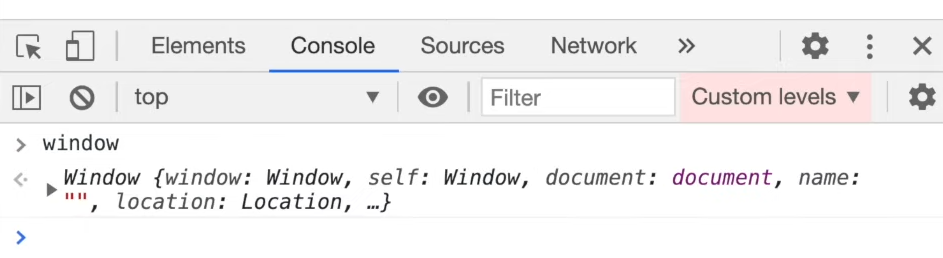 Elements Console Sources Network »
top ▼ Filter Custom levels ▼
> window
Window {window: Window, self: Window, document: document, name:
"", location: Location, …}
>